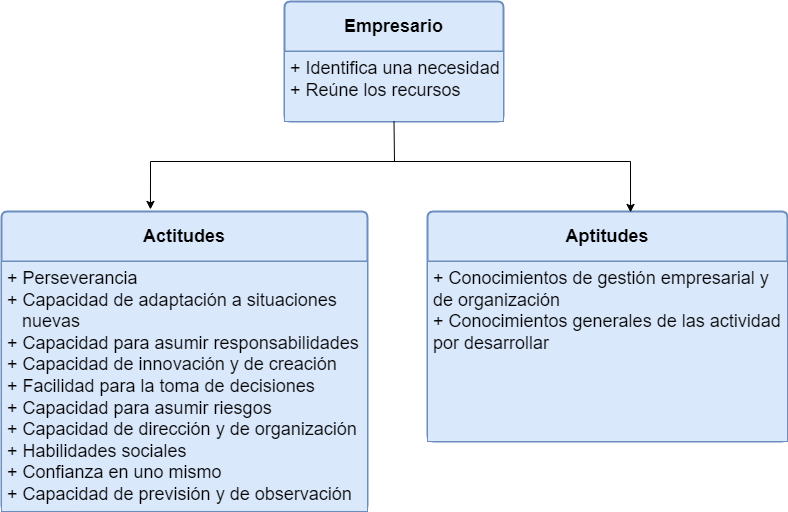 Empresario
+ Identifica una necesidad
+ Reúne los recursos
Actitudes
+ Perseverancia
+ Capacidad de adaptación a situaciones
nuevas
+ Capacidad para asumir responsabilidades
+ Capacidad de innovación y de creación
+ Facilidad para la toma de decisiones
+ Capacidad para asumir riesgos
+ Capacidad de dirección y de organización
+ Habilidades sociales
+ Confianza en uno mismo
+ Capacidad de previsión y de observación
Aptitudes
+ Conocimientos de gestión empresarial y
de organización
+ Conocimientos generales de las actividad
por desarrollar